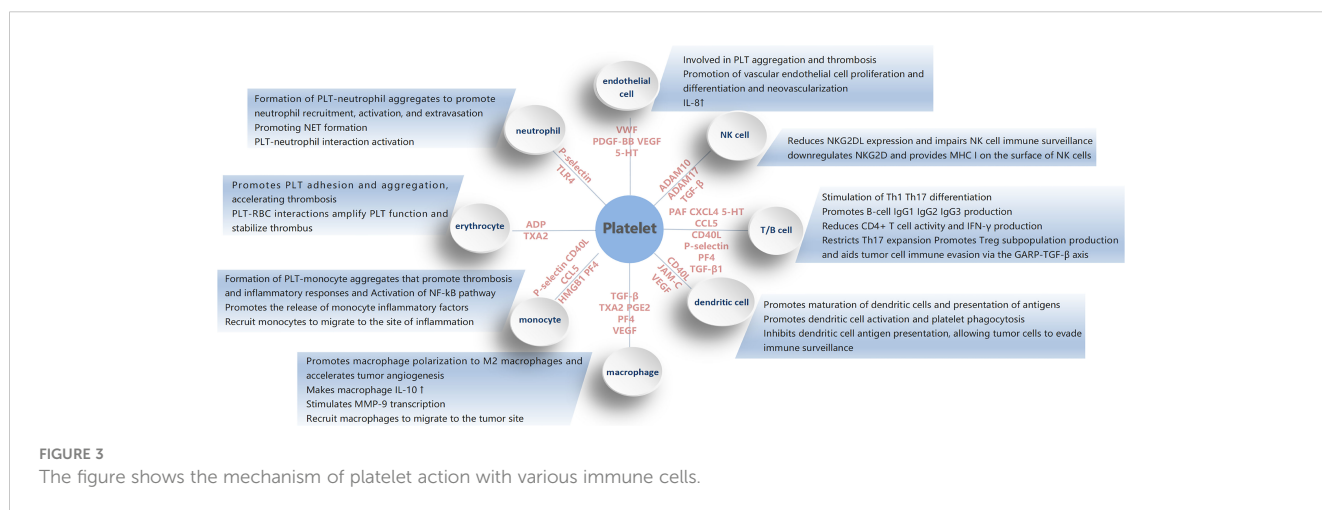 Involved in PLT aggregation and thrombosis
Promotion of vascular endothelial cell proliferation and
differentiation and neovascularization
IL-8↑
endothelial
cell
Formation of PLT-neutrophil aggregates to promote
neutrophil recruitment, activation, and extravasation
Promoting NET formation
PLT-neutrophil interaction activation
neutrophil
P-selectin
TLR4
VWF
PDGF-BB VEGF
5-HT
NK cell
ADAM10
ADAM17
TGF-β
Reduces NKG2DL expression and impairs NK cell immune surveillance
downregulates NKG2D and provides MHC I on the surface of NK cells
Promotes PLT adhesion and aggregation,
accelerating thrombosis
PLT-RBC interactions amplify PLT function and
stabilize thrombus
erythrocyte
ADP
TXA2
Platelet
PAF CXCL4 5-HT
CCL5
CD40L
P-selectin
PF4
TGF-β1
T/B cell
Stimulation of Th1 Th17 differentiation
Promotes B-cell IgG1 IgG2 IgG3 production
Reduces CD4+ T cell activity and IFN-γ production
Restricts Th17 expansion Promotes Treg subpopulation production
and aids tumor cell immune evasion via the GARP-TGF-β axis
Formation of PLT-monocyte aggregates that promote thrombosis
and inflammatory responses and Activation of NF-kB pathway
Promotes the release of monocyte inflammatory factors
Recruit monocytes to migrate to the site of inflammation
monocyte
P-selectin CD40L
CCL5
HMGB1 PF4
TGF-β
TXA2 PGE2
PF4
VEGF
CD40L
JAM-C
VEGF
dendritic cell
Promotes maturation of dendritic cells and presentation of antigens
Promotes dendritic cell activation and platelet phagocytosis
Inhibits dendritic cell antigen presentation, allowing tumor cells to evade
immune surveillance
Promotes macrophage polarization to M2 macrophages and
accelerates tumor angiogenesis
Makes macrophage IL-10↑
Stimulates MMP-9 transcription
Recruit macrophages to migrate to the tumor site
macrophage
FIGURE 3
The figure shows the mechanism of platelet action with various immune cells.